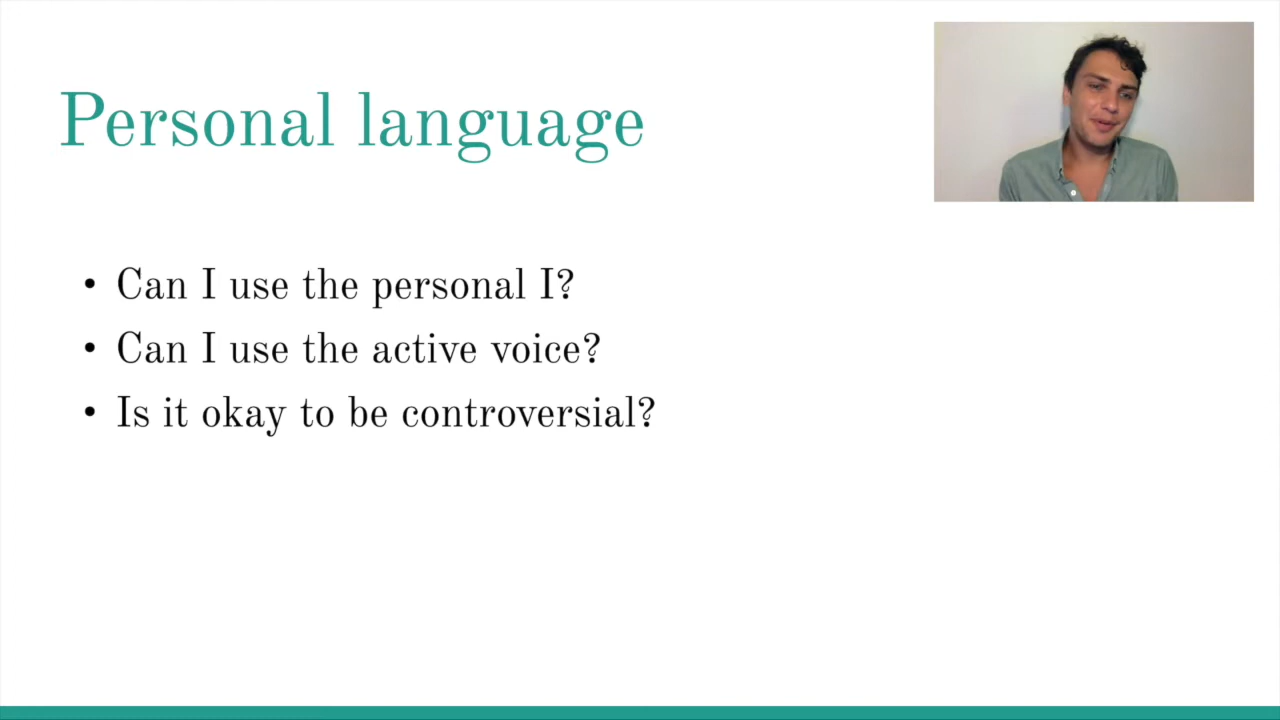 Personal language
• Can I use the personal I?
• Can I use the active voice?
• Is it okay to be controversial?